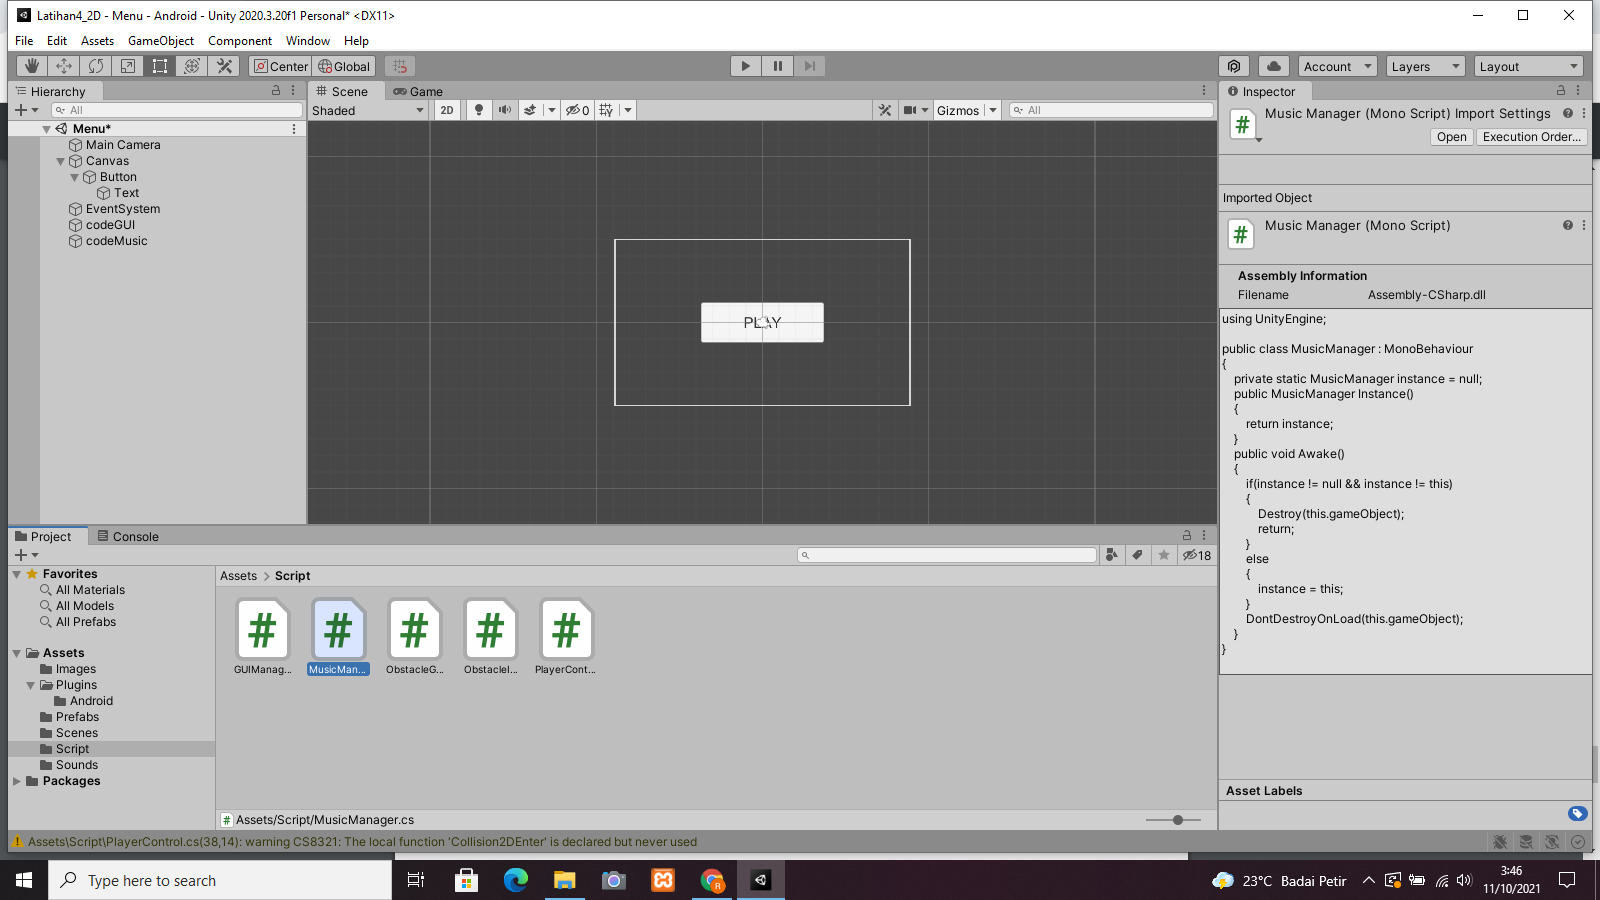 Latihan4_2D - Menu - Android - Unity 2020.3.20f1 Personal* <DX11>
File Edit Assets GameObject Component Window Help
Center Global Account Layers Layout
Hierarchy
All
Menu*
Main Camera
Canvas
Button
Text
EventSystem
codeGUI
codeMusic
Scene Game
Shaded 2D 0 Gizmos All
PLAY
Inspector
Music Manager (Mono Script) Import Settings
Open Execution Order...
Imported Object
Music Manager (Mono Script)
Assembly Information
Filename Assembly-CSharp.dll
using UnityEngine;
public class MusicManager : MonoBehaviour
{
private static MusicManager instance = null;
public MusicManager Instance()
{
return instance;
}
public void Awake()
{
if(instance != null && instance != this)
{
Destroy(this.gameObject);
return;
}
else
{
instance = this;
}
DontDestroyOnLoad(this.gameObject);
}
}
Asset Labels
Project Console
18
Favorites
All Materials
All Models
All Prefabs
Assets
Images
Plugins
Android
Prefabs
Scenes
Script
Sounds
Packages
Assets > Script
GUIManag... MusicMan... ObstacleG... ObstacleI... PlayerCont...
Assets/Script/MusicManager.cs
Assets\Script\PlayerControl.cs(38,14): warning CS8321: The local function 'Collision2DEnter' is declared but never used
Type here to search
23°C Badai Petir
3:46
11/10/2021